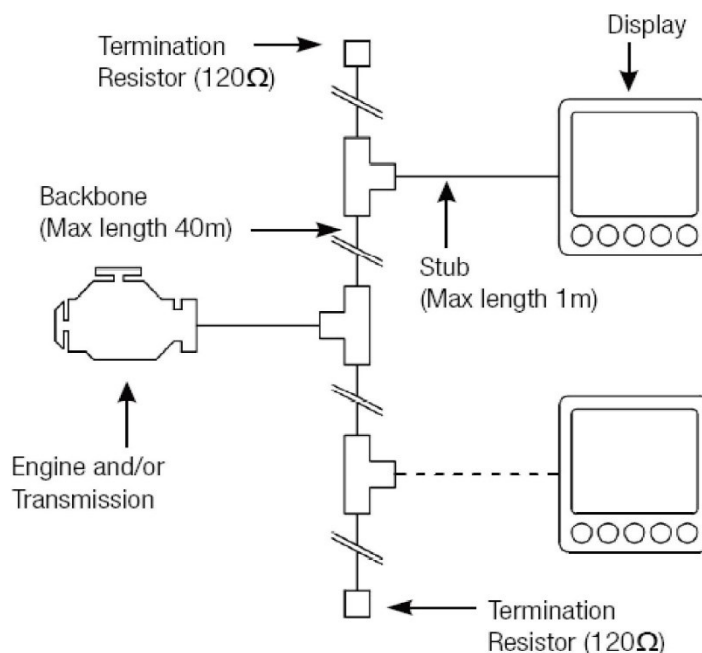 Display
Termination
Resistor (120Ω)
Backbone
(Max length 40m)
Stub
(Max length 1m)
Engine and/or
Transmission
Termination
Resistor (120Ω)